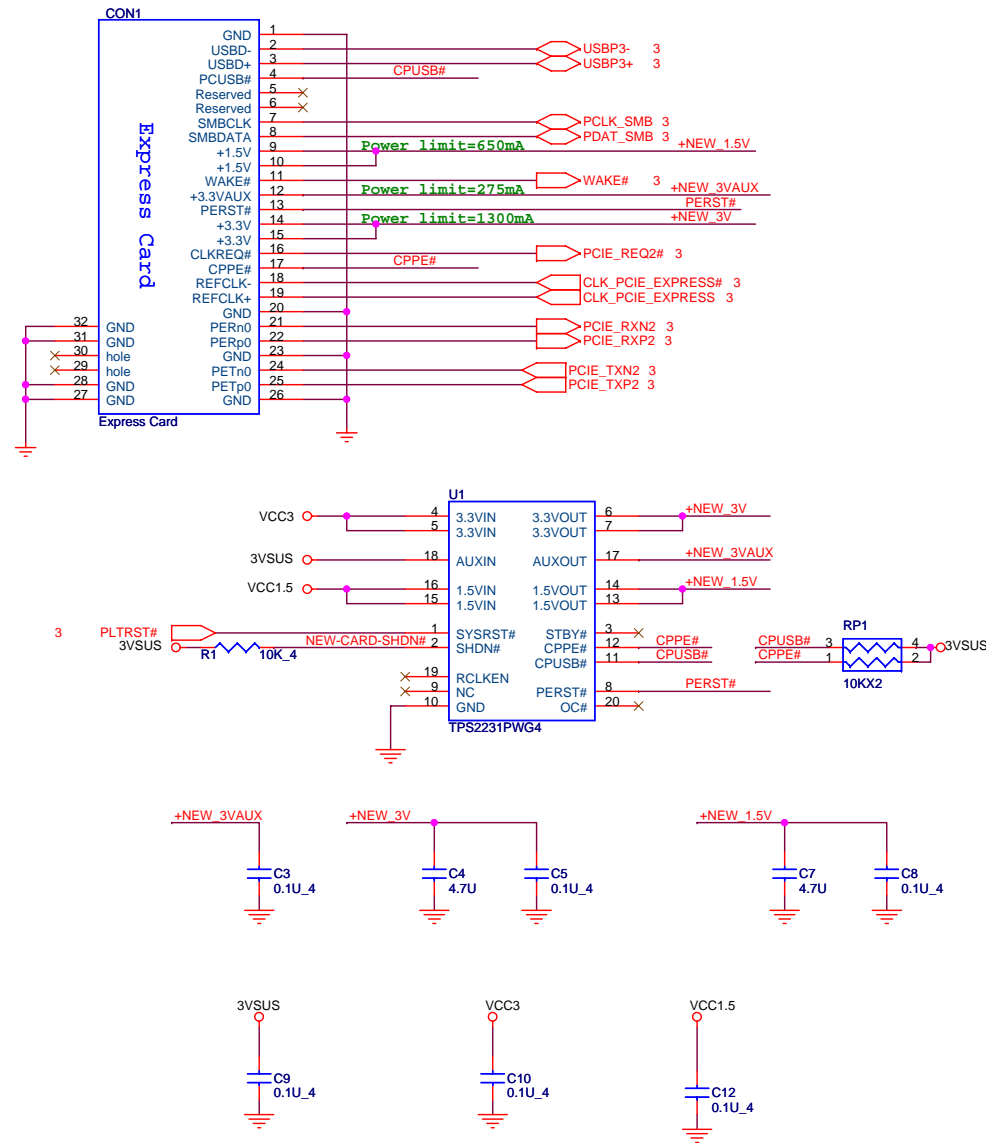 CON1
GND 1
USBD- 2 USBP3- 3
USBD+ 3 USBP3+ 3
PCUSB# 4 CPUSB#
Reserved 5
Reserved 6
SMBCLK 7 PCLK_SMB 3
SMBDATA 8 PDAT_SMB 3
+1.5V 9 Power limit=650mA +NEW_1.5V
+1.5V 10
WAKE# 11 WAKE# 3
+3.3VAUX 12 Power limit=275mA +NEW_3VAUX
PERST# 13 PERST#
+3.3V 14 Power limit=1300mA +NEW_3V
+3.3V 15
CLKREQ# 16 PCIE_REQ2# 3
CPPE# 17 CPPE#
REFCLK- 18 CLK_PCIE_EXPRESS# 3
REFCLK+ 19 CLK_PCIE_EXPRESS 3
GND 20
PERn0 21 PCIE_RXN2 3
PERp0 22 PCIE_RXP2 3
GND 23
PETn0 24 PCIE_TXN2 3
PETp0 25 PCIE_TXP2 3
GND 26
Express Card
32 GND
31 GND
30 hole
29 hole
28 GND
27 GND
Express Card
U1
VCC3 4 3.3VIN 3.3VOUT 6 +NEW_3V
5 3.3VIN 3.3VOUT 7
3VSUS 18 AUXIN AUXOUT 17 +NEW_3VAUX
VCC1.5 16 1.5VIN 1.5VOUT 14 +NEW_1.5V
15 1.5VIN 1.5VOUT 13
3 PLTRST# 1 SYSRST# STBY# 3
3VSUS R1 10K_4 NEW-CARD-SHDN# 2 SHDN# CPPE# 12 CPPE#
CPUSB# 11 CPUSB#
19 RCLKEN
9 NC PERST# 8 PERST#
10 GND OC# 20
TPS2231PWG4
RP1
CPUSB# 3 4 3VSUS
CPPE# 1 2
10KX2
+NEW_3VAUX +NEW_3V +NEW_1.5V
C3 C4 C5 C7 C8
0.1U_4 4.7U 0.1U_4 4.7U 0.1U_4
3VSUS VCC3 VCC1.5
C9 C10 C12
0.1U_4 0.1U_4 0.1U_4